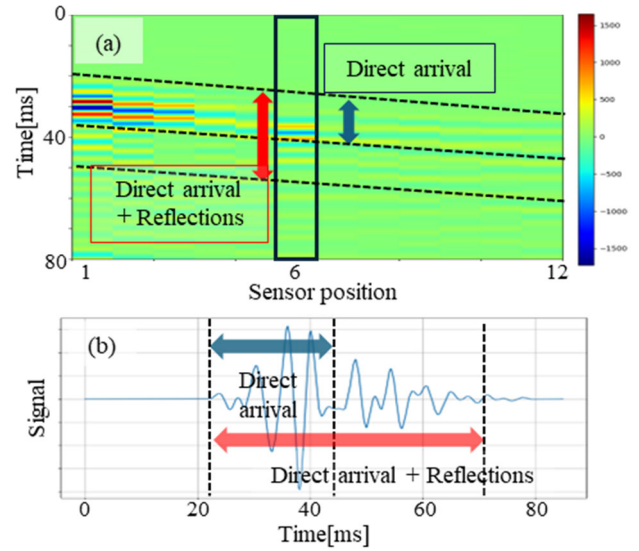 0
(a)
Direct arrival
Time[ms]
40
Direct arrival
+ Reflections
80
1
6
12
Sensor position
1500
1000
500
0
−500
−1000
−1500
(b)
Signal
Direct
arrival
Direct arrival + Reflections
0
20
40
60
80
Time[ms]